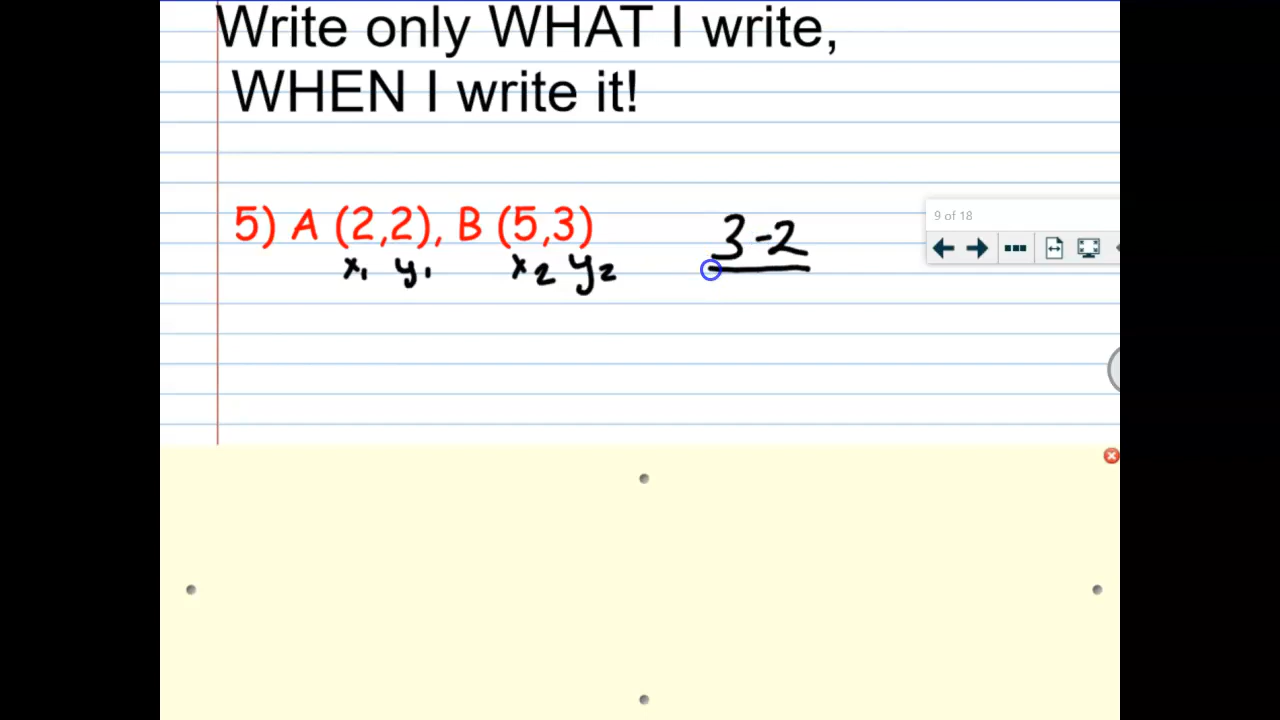 Write only WHAT I write,
WHEN I write it!
9 of 18
5) A (2,2), B (5,3)
x₁ y₁ x₂ y₂
3-2